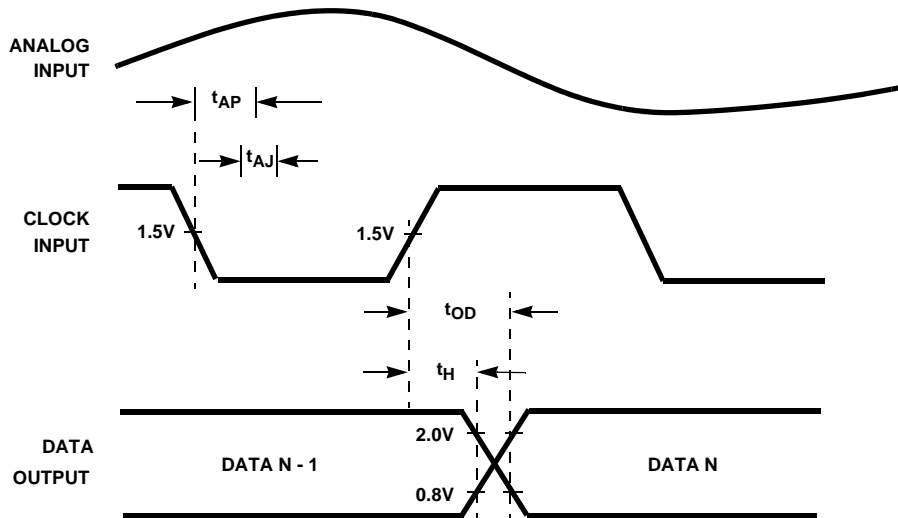 ANALOG
INPUT
tAP
tAJ
CLOCK
INPUT
1.5V
1.5V
tOD
tH
DATA
OUTPUT
2.0V
0.8V
DATA N - 1
DATA N